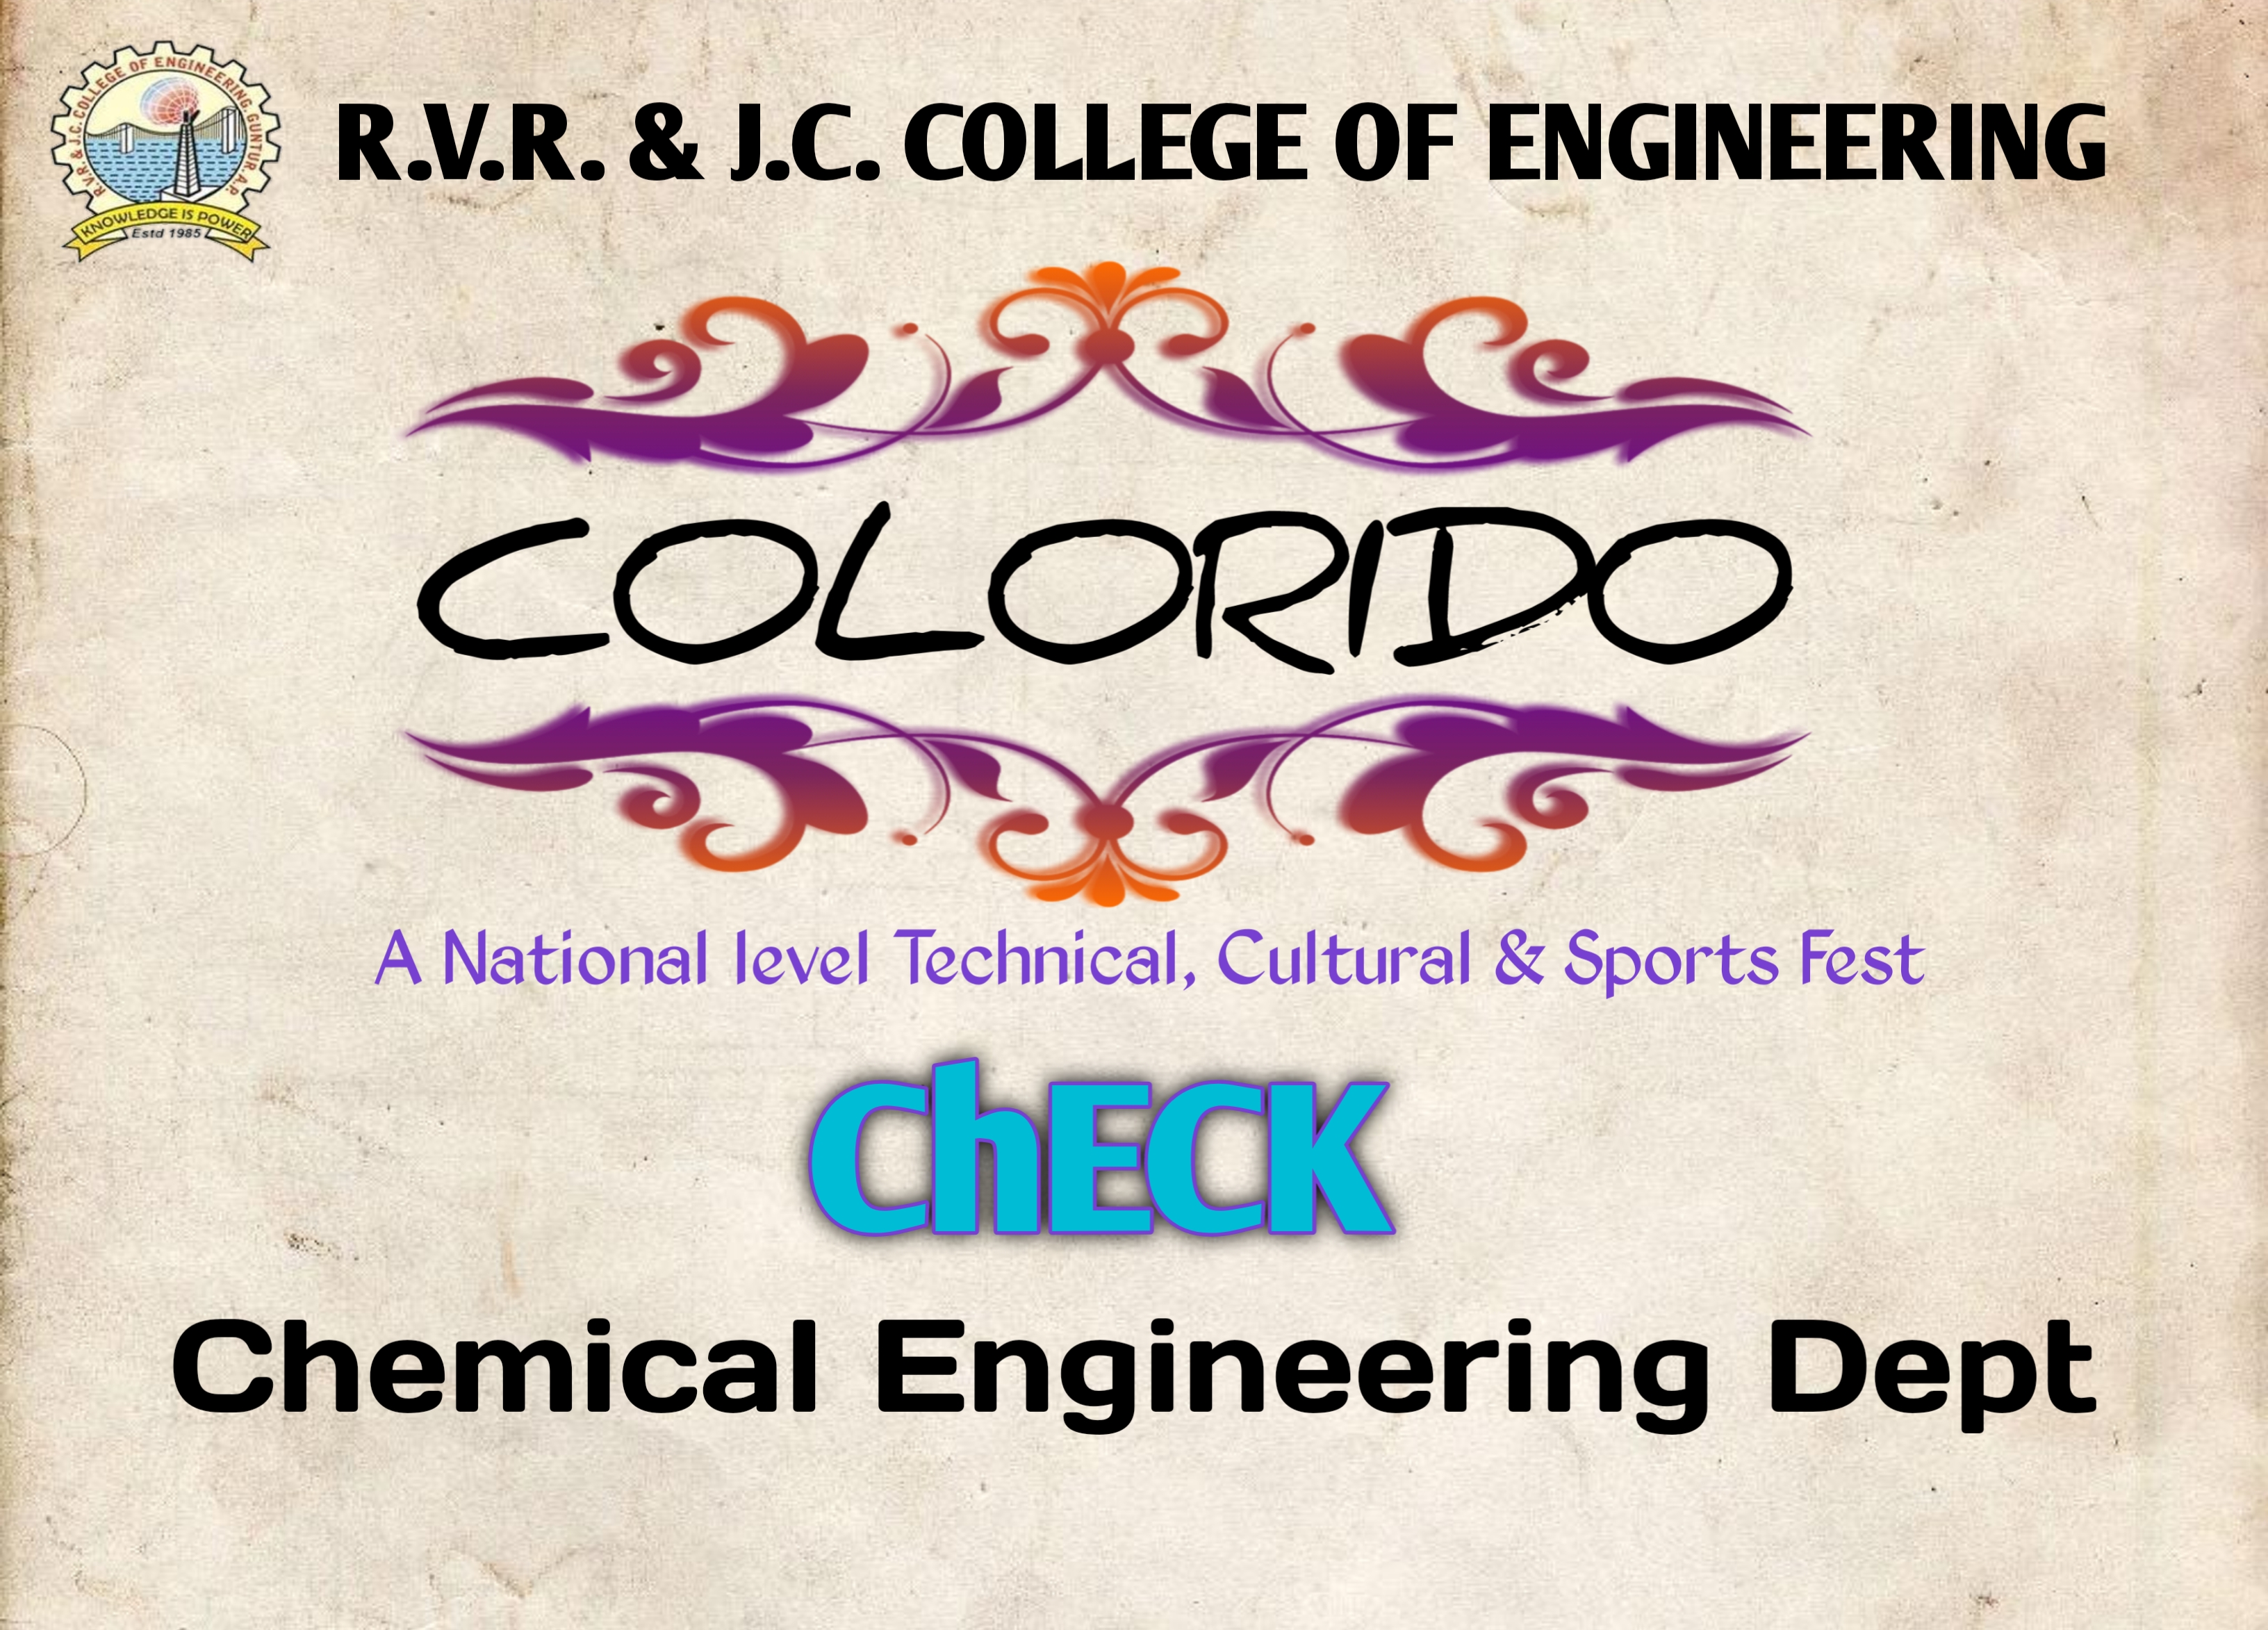 R.V.R. & J.C. COLLEGE OF ENGINEERING, GUNTUR. A.P.
KNOWLEDGE IS POWER
Estd 1985
R.V.R. & J.C. COLLEGE OF ENGINEERING
COLORIDO
A National level Technical, Cultural & Sports Fest
ChECK
Chemical Engineering Dept